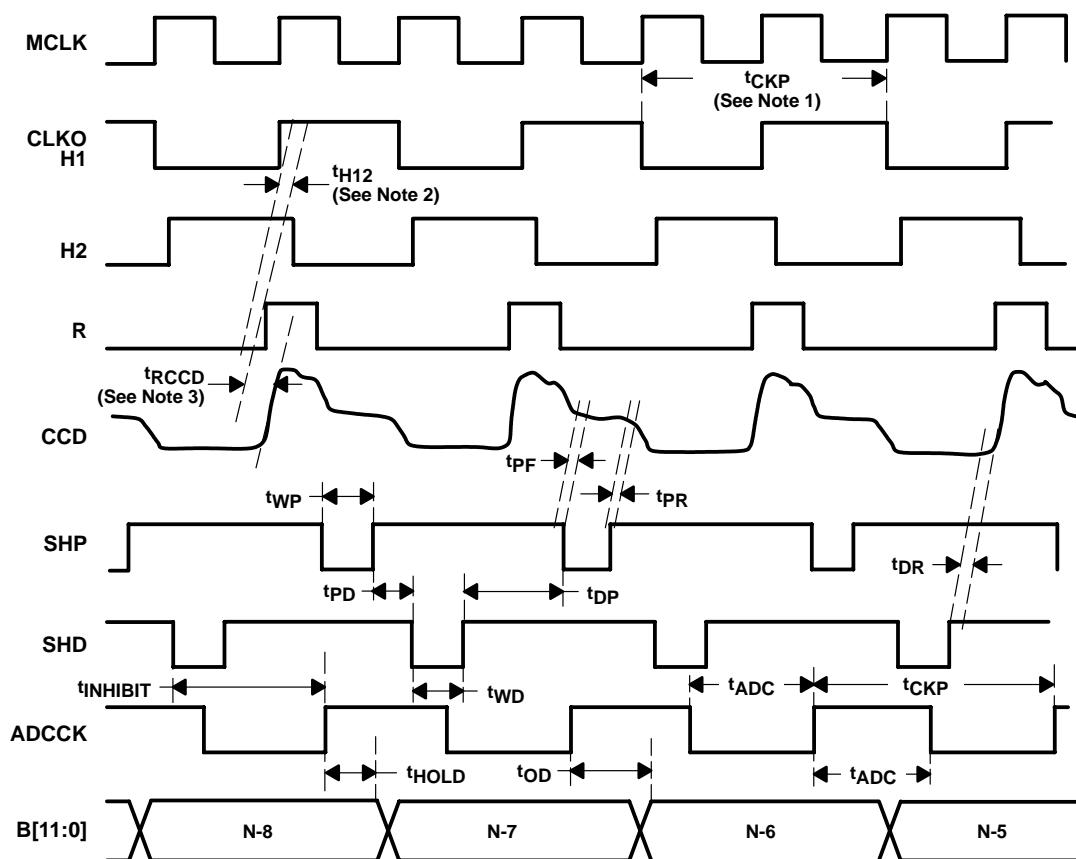 MCLK
tCKP
(See Note 1)
CLKO
H1
tH12
(See Note 2)
H2
R
tRCCD
(See Note 3)
CCD
tPF
tWP
tPR
SHP
tPD
tDP
tDR
SHD
tINHIBIT
tWD
tADC
tCKP
ADCCK
tHOLD
tOD
tADC
B[11:0]
N-8
N-7
N-6
N-5